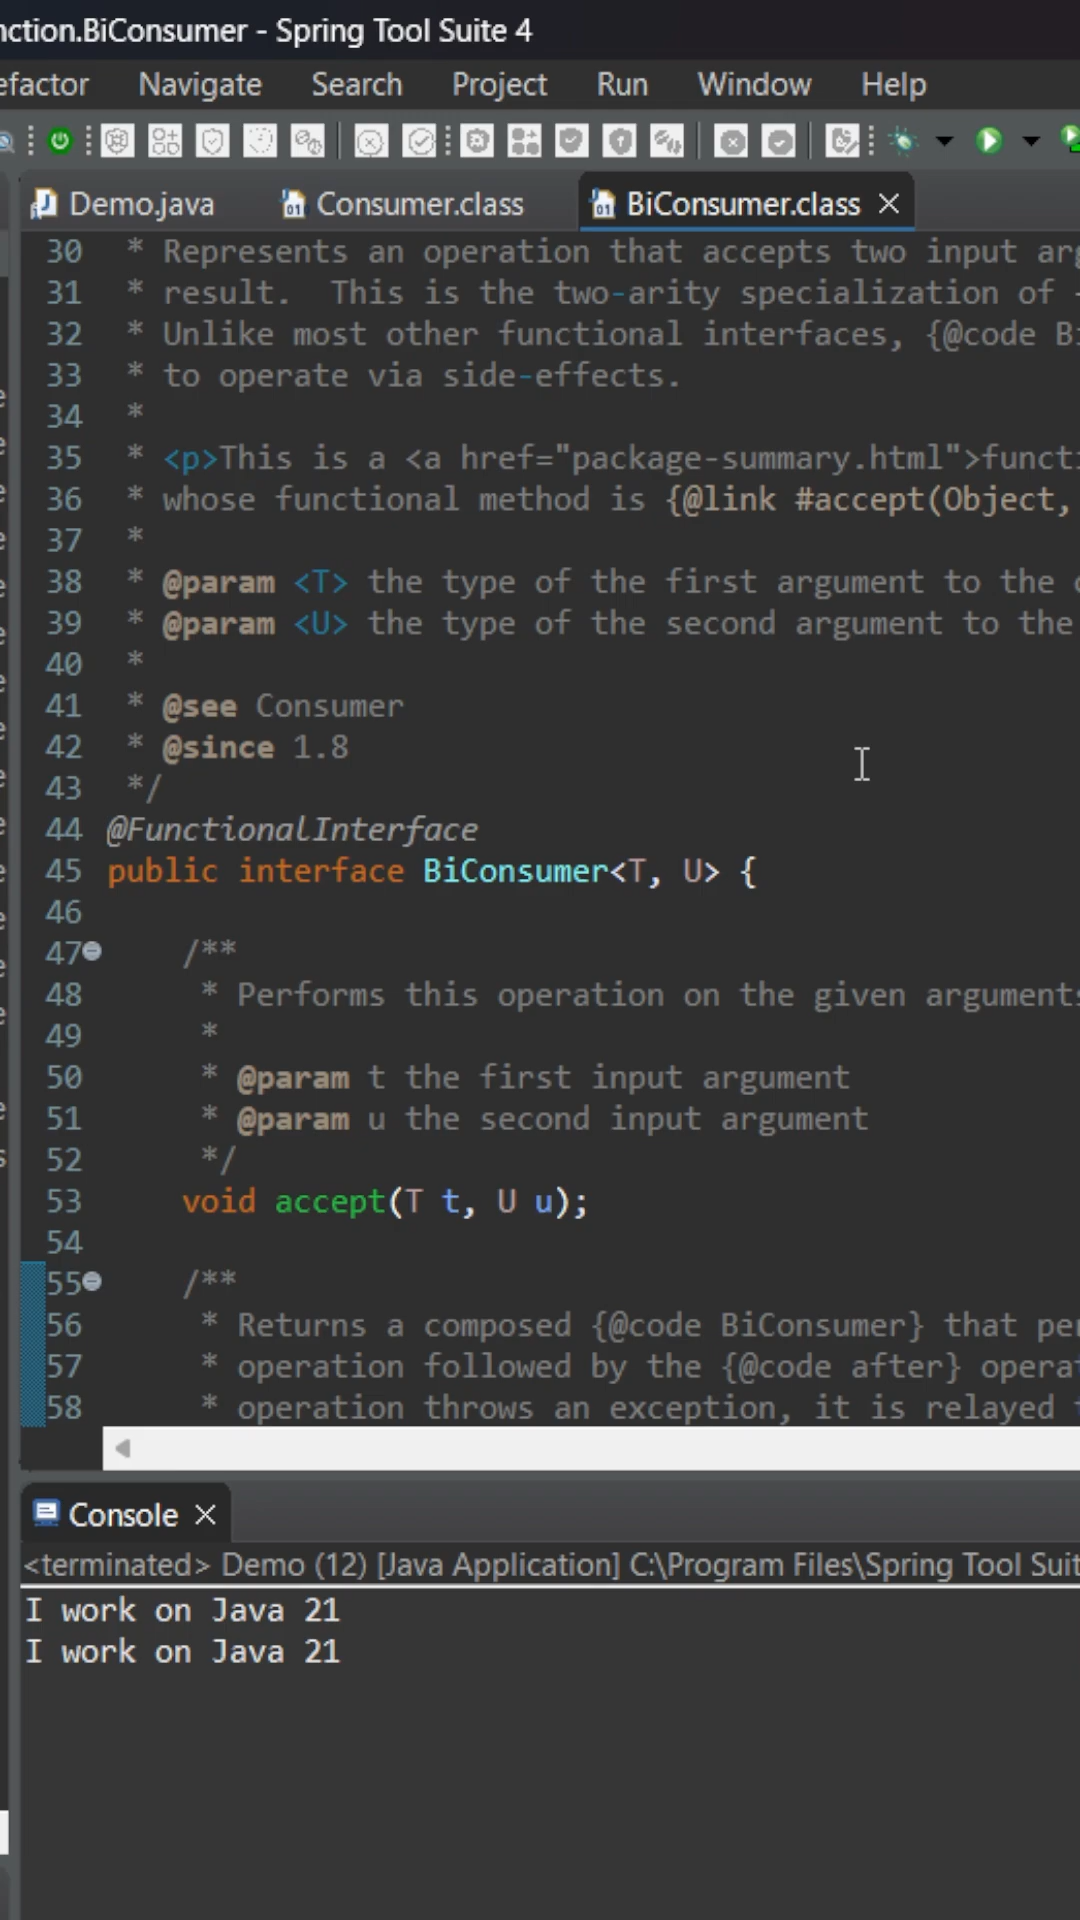 nction.BiConsumer - Spring Tool Suite 4
efactor Navigate Search Project Run Window Help
Demo.java Consumer.class BiConsumer.class
30 * Represents an operation that accepts two input arg
31 * result.  This is the two-arity specialization of
32 * Unlike most other functional interfaces, {@code Bi
33 * to operate via side-effects.
34 *
35 * <p>This is a <a href="package-summary.html">functi
36 * whose functional method is {@link #accept(Object,
37 *
38 * @param <T> the type of the first argument to the
39 * @param <U> the type of the second argument to the
40 *
41 * @see Consumer
42 * @since 1.8
43 */
44 @FunctionalInterface
45 public interface BiConsumer<T, U> {
46
47 /**
48 * Performs this operation on the given arguments
49 *
50 * @param t the first input argument
51 * @param u the second input argument
52 */
53 void accept(T t, U u);
54
55 /**
56 * Returns a composed {@code BiConsumer} that per
57 * operation followed by the {@code after} operat
58 * operation throws an exception, it is relayed
Console
<terminated> Demo (12) [Java Application] C:\Program Files\Spring Tool Suit
I work on Java 21
I work on Java 21